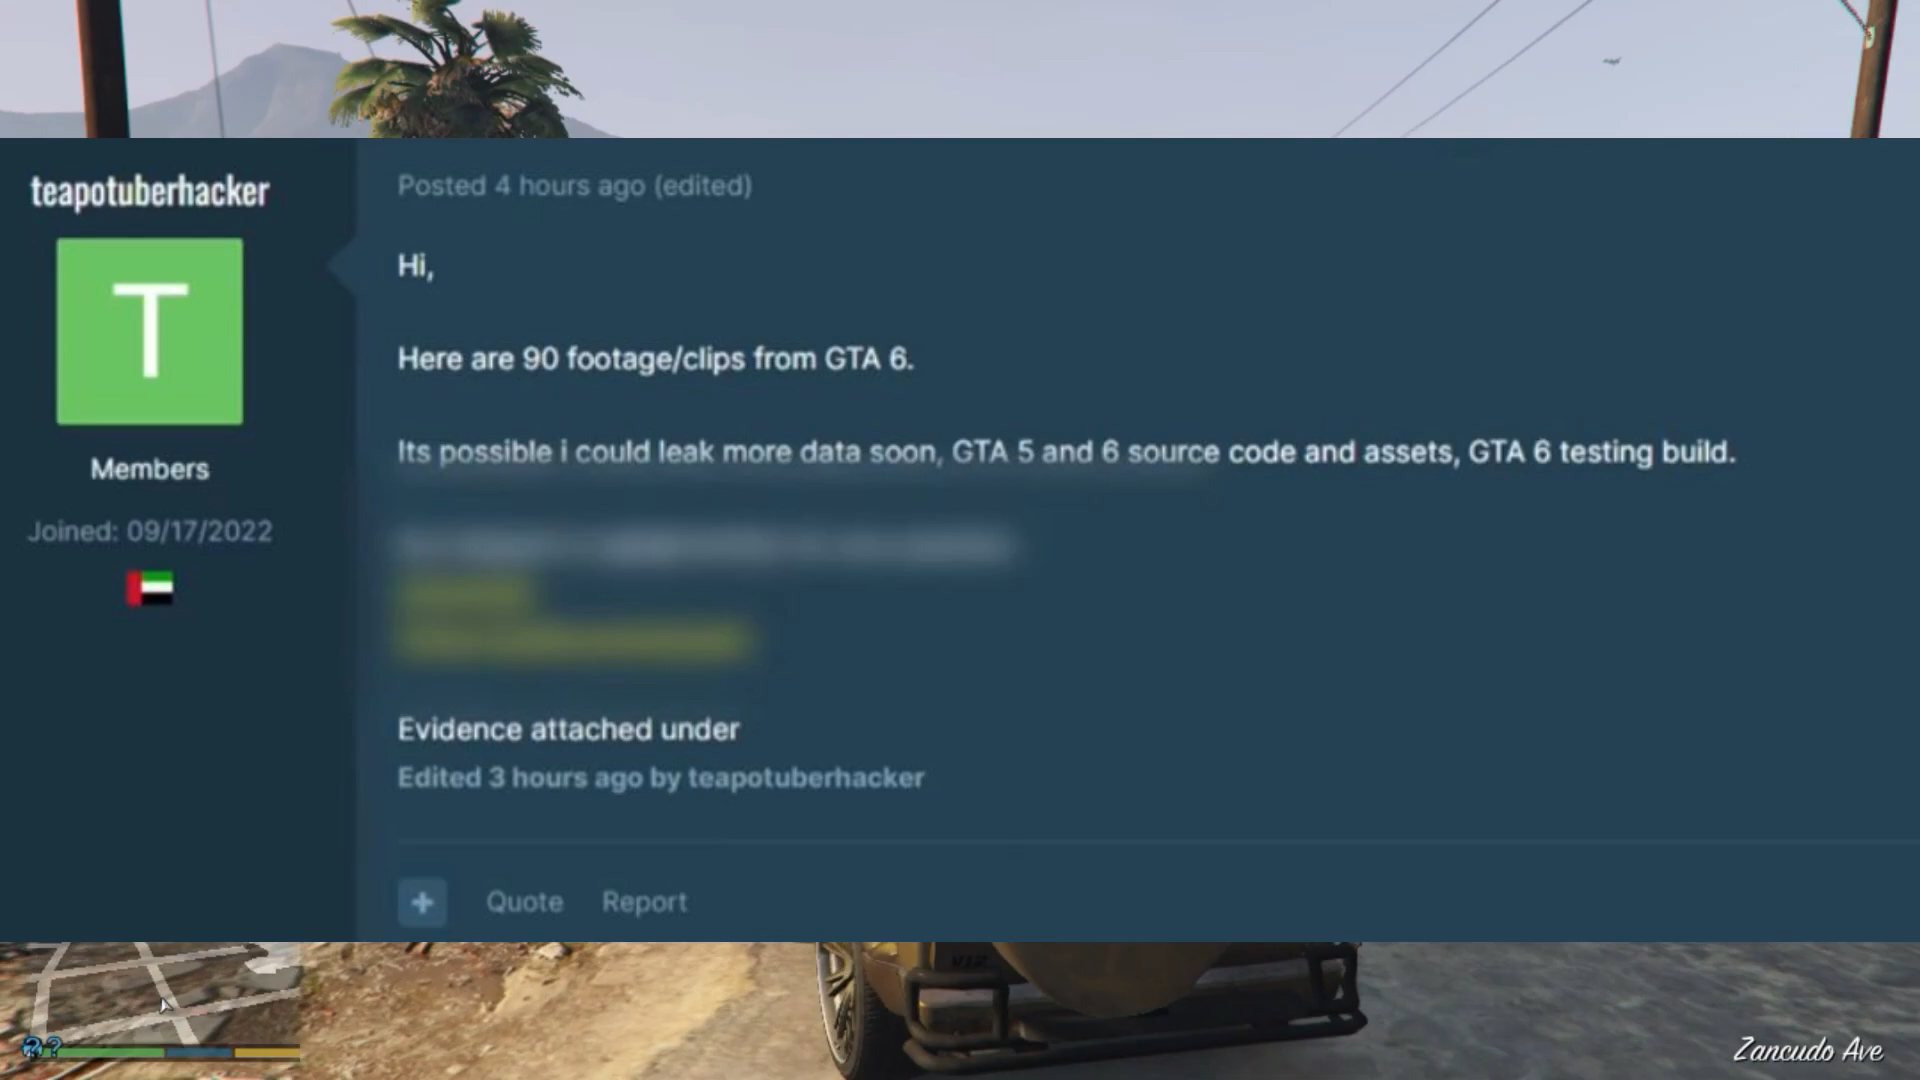 teapotuberhacker
T
Members
Joined: 09/17/2022
Posted 4 hours ago (edited)
Hi,
Here are 90 footage/clips from GTA 6.
Its possible i could leak more data soon, GTA 5 and 6 source code and assets, GTA 6 testing build.
Evidence attached under
Edited 3 hours ago by teapotuberhacker
+ Quote Report
? ?
Zancudo Ave